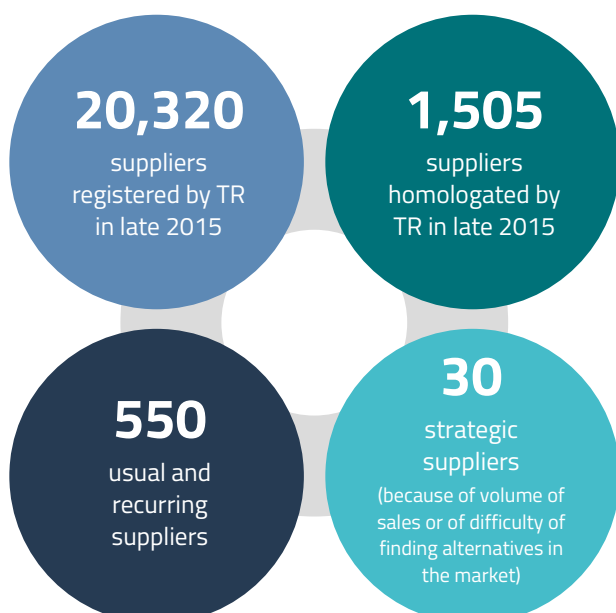 20,320
suppliers
registered by TR
in late 2015
1,505
suppliers
homologated by
TR in late 2015
550
usual and
recurring
suppliers
30
strategic
suppliers
(because of volume of
sales or of difficulty of
finding alternatives in
the market)